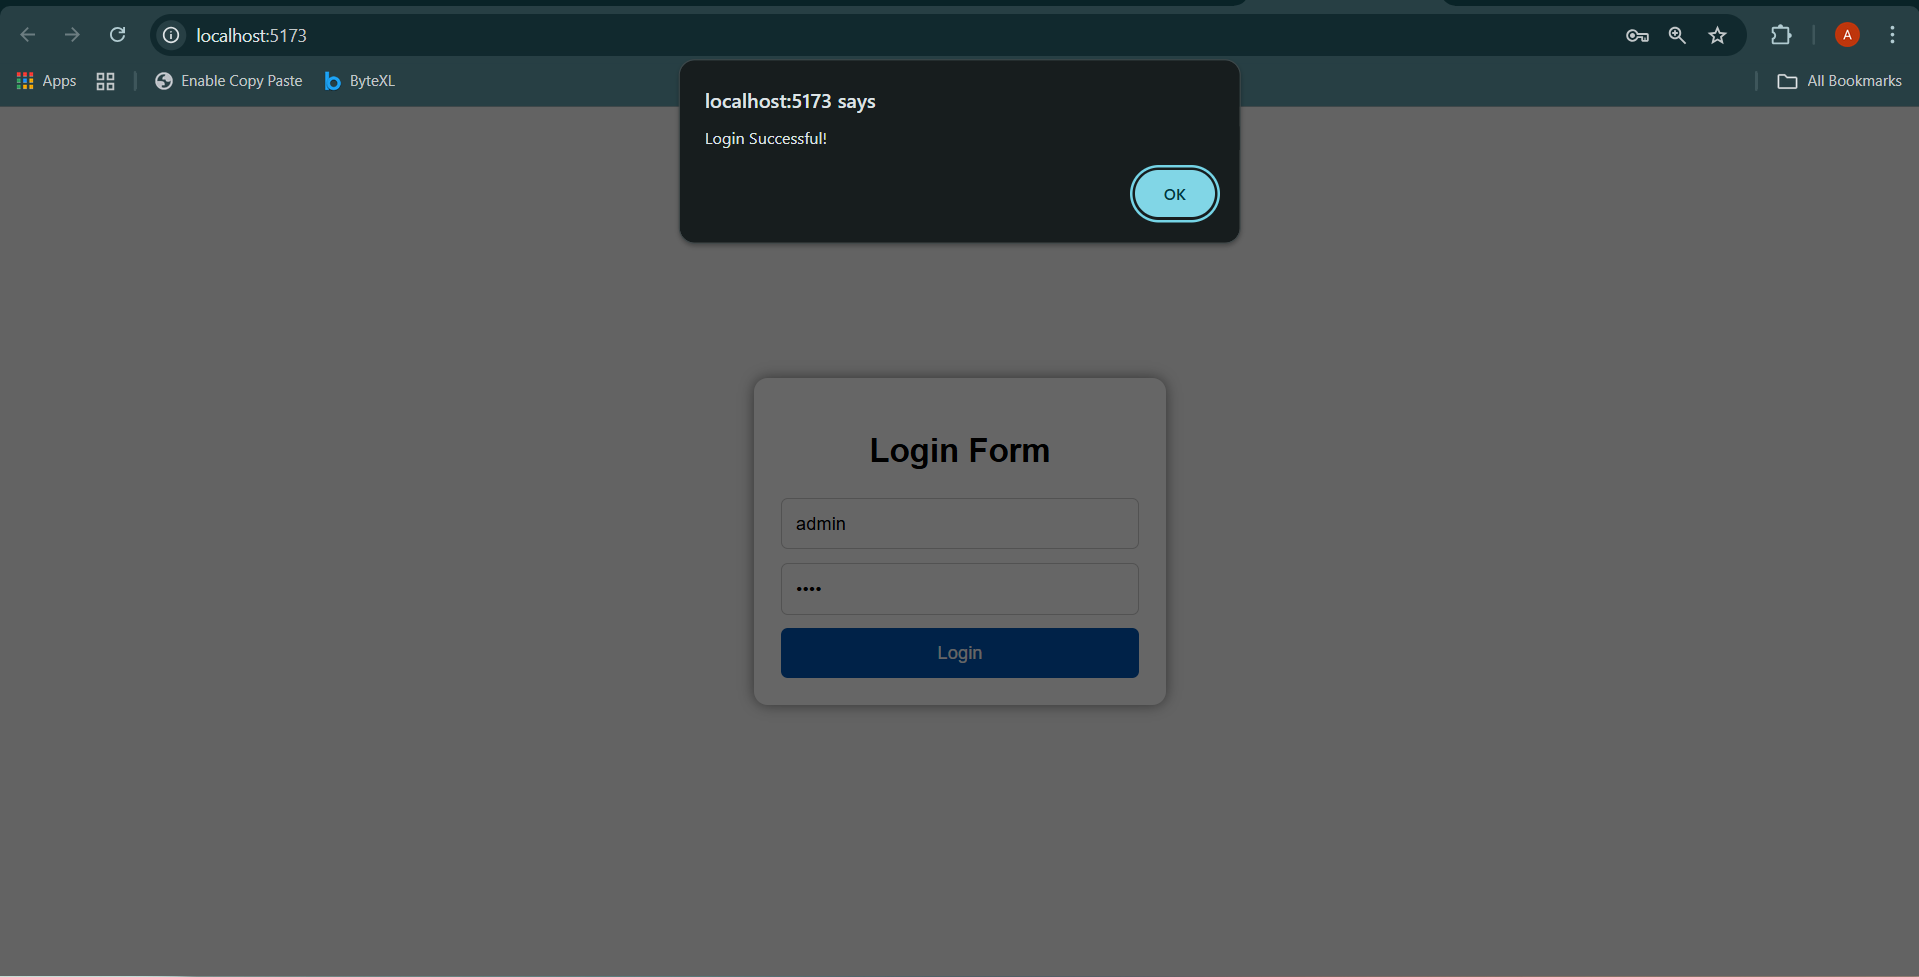 localhost:5173
A
Apps
Enable Copy Paste
b ByteXL
All Bookmarks
localhost:5173 says
Login Successful!
OK
Login Form
admin
••••
Login